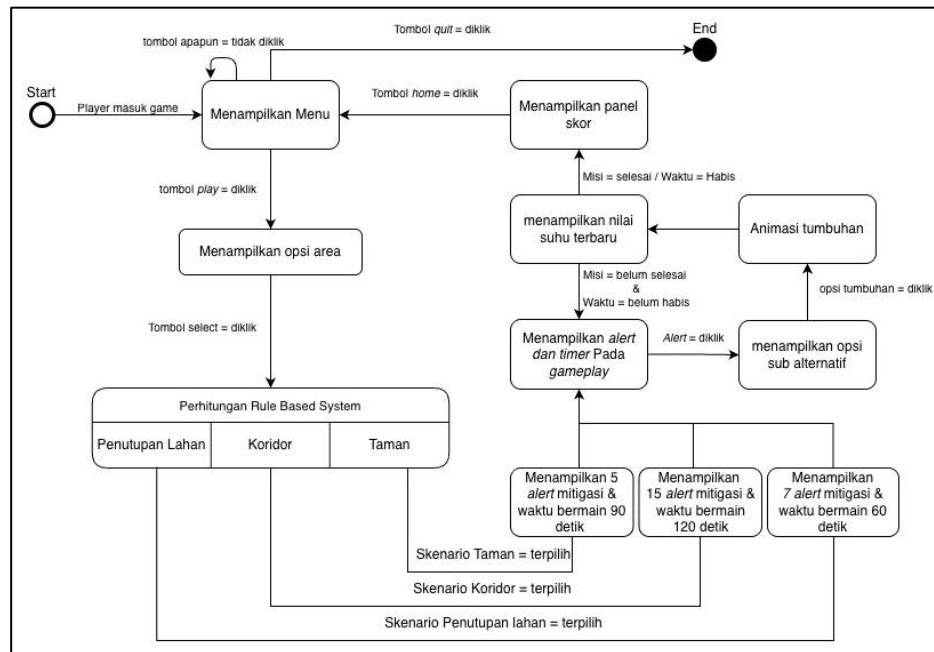 Tombol quit = diklik
End
tombol apapun = tidak diklik
Start
Player masuk game
Menampilkan Menu
Tombol home = diklik
Menampilkan panel
skor
tombol play = diklik
Misi = selesai / Waktu = Habis
Menampilkan opsi area
menampilkan nilai
suhu terbaru
Animasi tumbuhan
Misi = belum selesai
&
Waktu = belum habis
opsi tumbuhan = diklik
Tombol select = diklik
Menampilkan alert
dan timer Pada
gameplay
Alert = diklik
menampilkan opsi
sub alternatif
Perhitungan Rule Based System
Penutupan Lahan
Koridor
Taman
Menampilkan 5
alert mitigasi &
waktu bermain 90
detik
Menampilkan
15 alert mitigasi &
waktu bermain
120 detik
Menampilkan
7 alert mitigasi &
waktu bermain 60
detik
Skenario Taman = terpilih
Skenario Koridor = terpilih
Skenario Penutupan lahan = terpilih